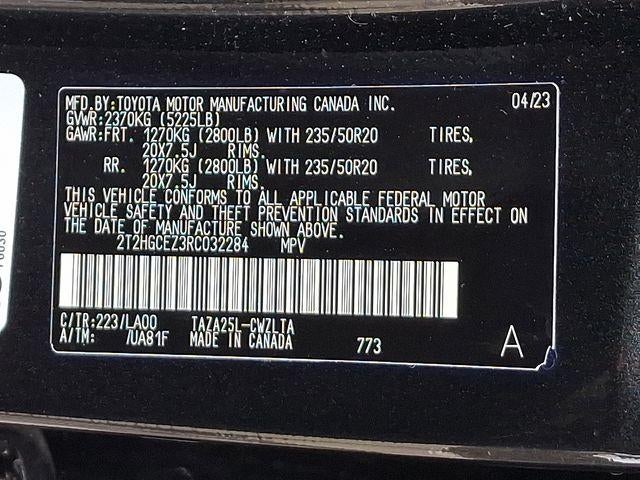 MFD.BY:TOYOTA MOTOR MANUFACTURING CANADA INC. 04/23
GVWR:2370KG (5225LB)
GAWR:FRT. 1270KG (2800LB) WITH 235/50R20 TIRES,
20X7.5J RIMS.
RR. 1270KG (2800LB) WITH 235/50R20 TIRES,
20X7.5J RIMS.
THIS VEHICLE CONFORMS TO ALL APPLICABLE FEDERAL MOTOR
VEHICLE SAFETY AND THEFT PREVENTION STANDARDS IN EFFECT ON
THE DATE OF MANUFACTURE SHOWN ABOVE.
2T2HGCEZ3RC032284 MPV
C/TR:223/LA00 TAZA25L-CWZLTA
A/TM: /UA81F MADE IN CANADA 773 A